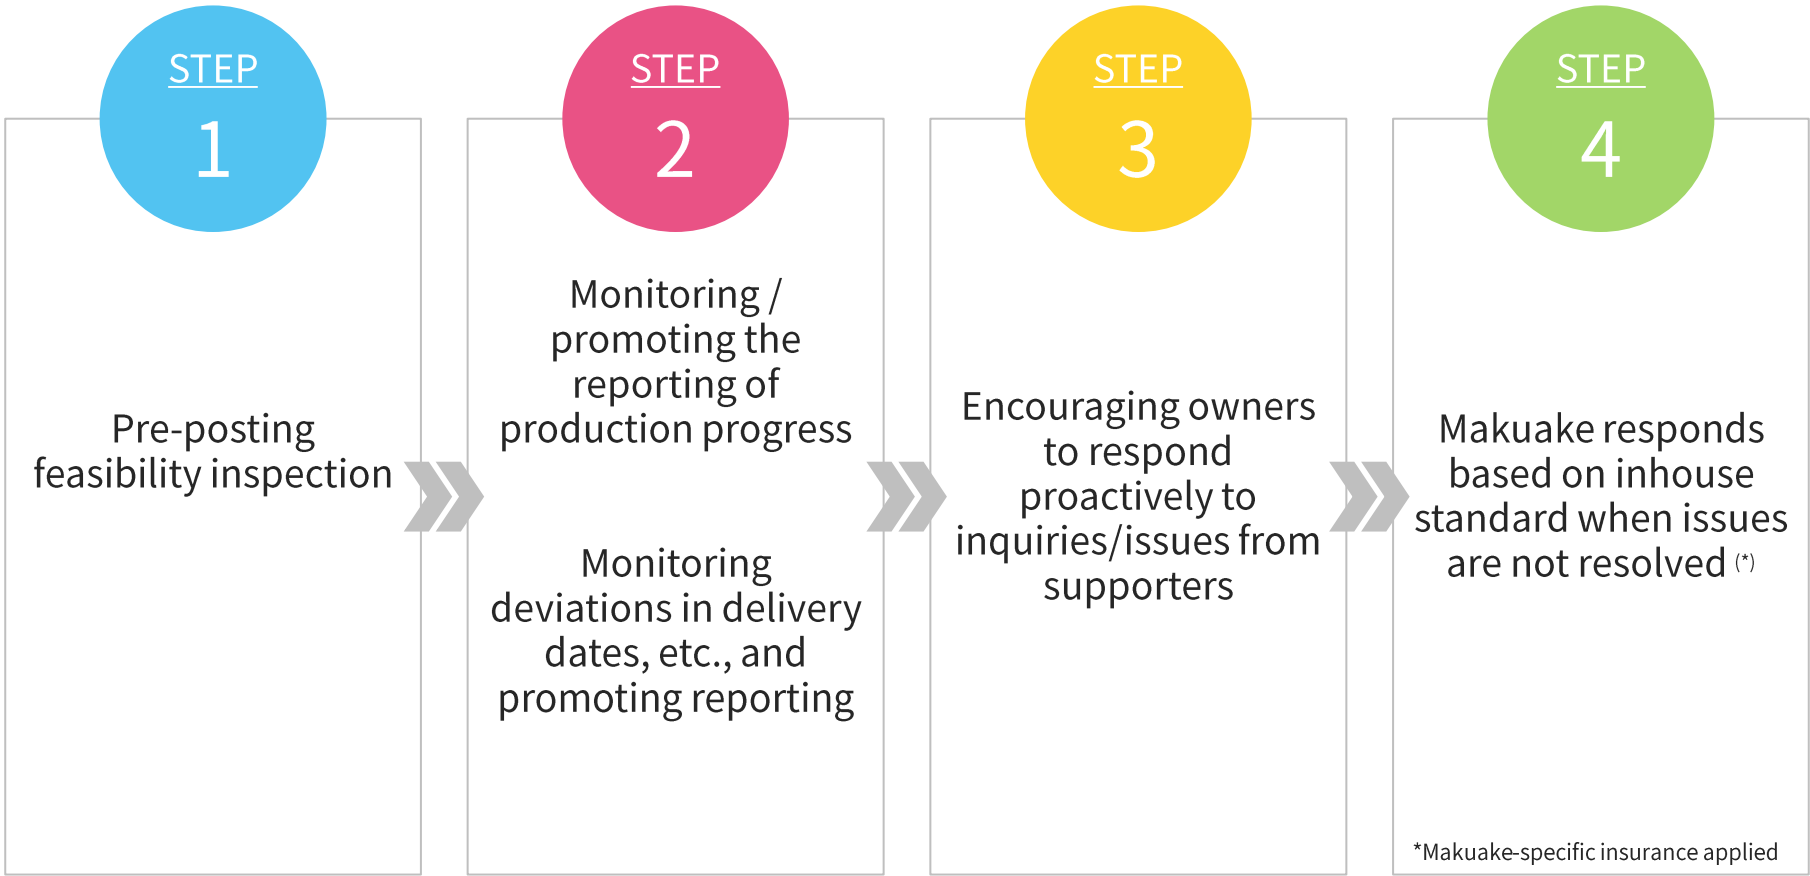 STEP
1
Pre-posting
feasibility inspection
STEP
2
Monitoring /
promoting the
reporting of
production progress
Monitoring
deviations in delivery
dates, etc., and
promoting reporting
STEP
3
Encouraging owners
to respond
proactively to
inquiries/issues from
supporters
STEP
4
Makuake responds
based on inhouse
standard when issues
are not resolved (*)
*Makuake-specific insurance applied